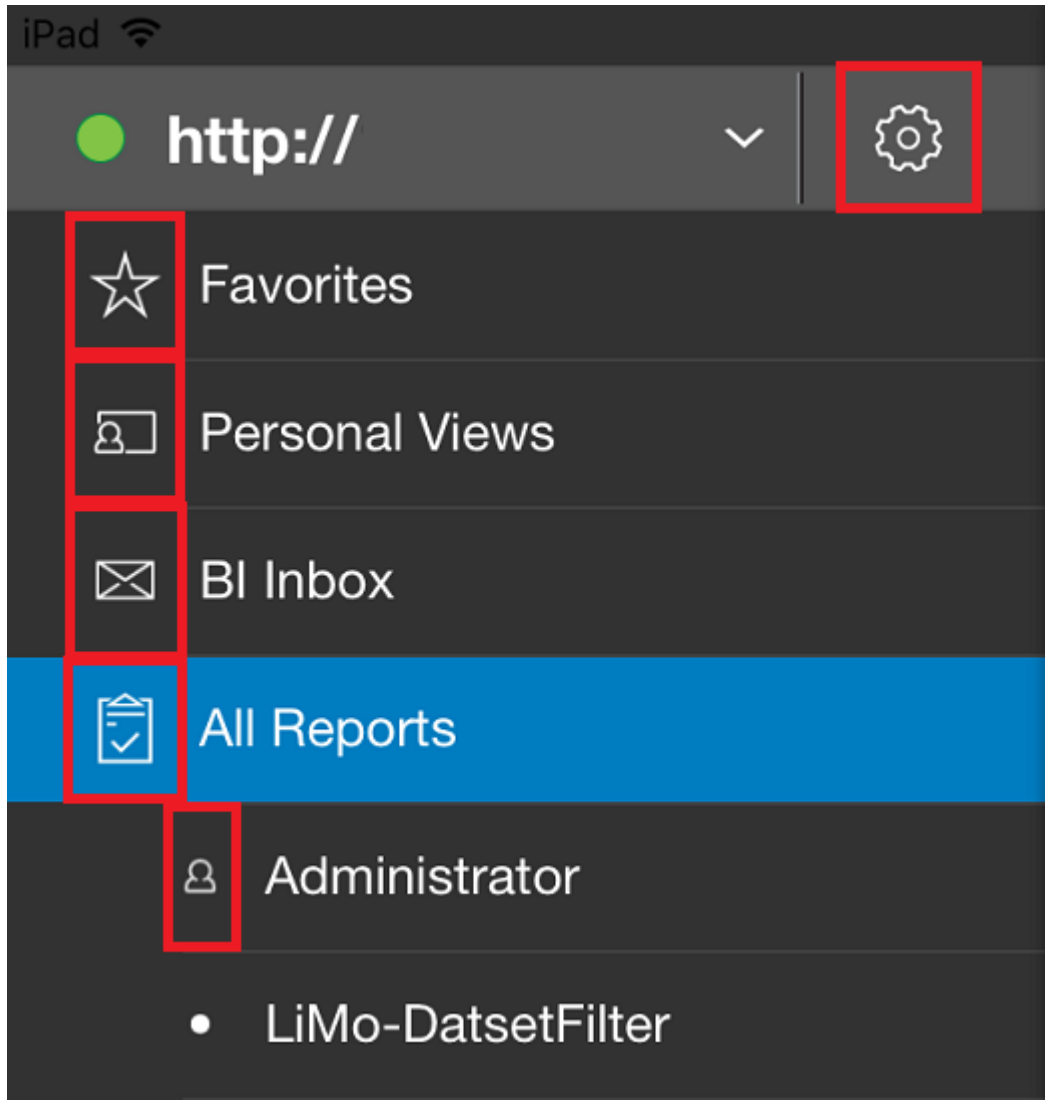 iPad
http://
Favorites
Personal Views
BI Inbox
All Reports
Administrator
LiMo-DatsetFilter